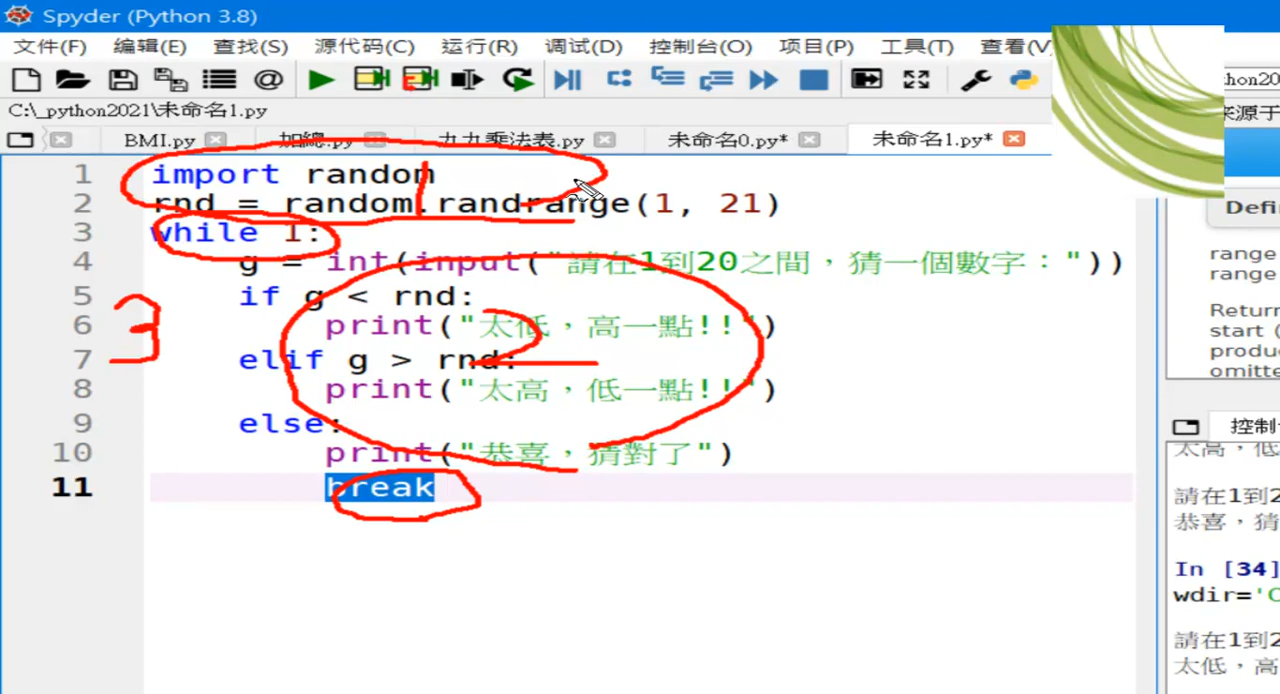 Spyder (Python 3.8)
文件(F) 编辑(E) 查找(S) 源代码(C) 运行(R) 调试(D) 控制台(O) 项目(P) 工具(T) 查看(V
C:\_python2021\未命名1.py
hon20
来源于
BMI.py 加總.py 九九乘法表.py 未命名0.py* 未命名1.py*
1 import random
2 rnd = random.randrange(1, 21)
3 while 1:
4 g = int(input("請在1到20之間，猜一個數字："))
5 if g < rnd:
6 print("太低，高一點!!")
7 elif g > rnd:
8 print("太高，低一點!!")
9 else:
10 print("恭喜，猜對了")
11 break
1
2
3
Defi
range
range
Return
start (
produ
omitte
控制
太高，低
請在1到2
恭喜，猜
In [34]
wdir='C
請在1到2
太低，高